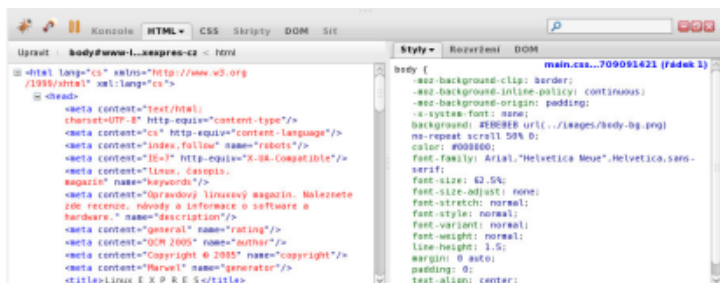 Konzole HTML CSS Skripty DOM Síť
Upravit body#www-l...xexpres-cz < html
<html lang="cs" xmlns="http://www.w3.org
/1999/xhtml" xml:lang="cs">
<head>
<meta content="text/html;
charset=UTF-8" http-equiv="content-type"/>
<meta content="cs" http-equiv="content-language"/>
<meta content="index,follow" name="robots"/>
<meta content="IE=7" http-equiv="X-UA-Compatible"/>
<meta content="linux, časopis,
magazín" name="keywords"/>
<meta content="Opravdový linuxový magazín. Naleznete
zde recenze, návody a informace o software a
hardware." name="description"/>
<meta content="general" name="rating"/>
<meta content="QCM 2005" name="author"/>
<meta content="Copyright © 2005" name="copyright"/>
<meta content="Marwel" name="generator"/>
<title>Linux E X P R E S</title>
Styly Rozvržení DOM
main.css...709091421 (řádek 1)
body {
-moz-background-clip: border;
-moz-background-inline-policy: continuous;
-moz-background-origin: padding;
-x-system-font: none;
background: #EBEBEB url(../images/body-bg.png)
no-repeat scroll 50% 0;
color: #000000;
font-family: Arial,"Helvetica Neue",Helvetica,sans-
serif;
font-size: 62.5%;
font-size-adjust: none;
font-stretch: normal;
font-style: normal;
font-variant: normal;
font-weight: normal;
line-height: 1.5;
margin: 0 auto;
padding: 0;
text-align: center;